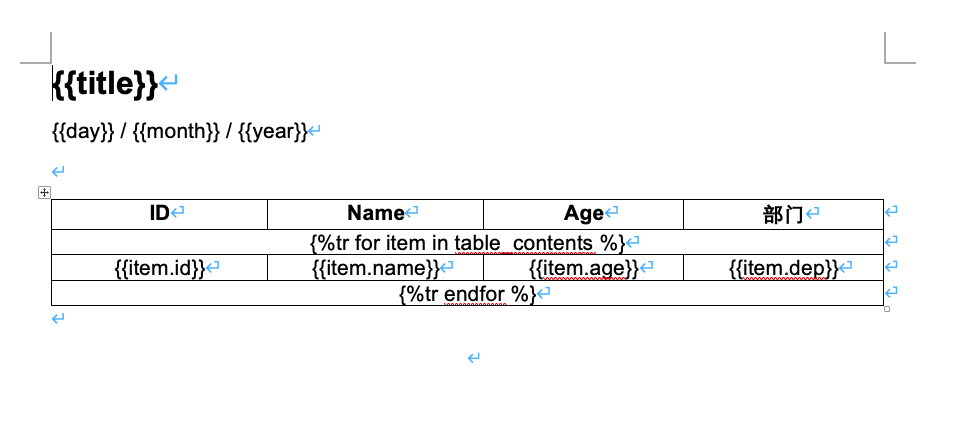 {{title}}
{{day}} / {{month}} / {{year}}
ID Name Age 部门
{%tr for item in table_contents %}
{{item.id}} {{item.name}} {{item.age}} {{item.dep}}
{%tr endfor %}